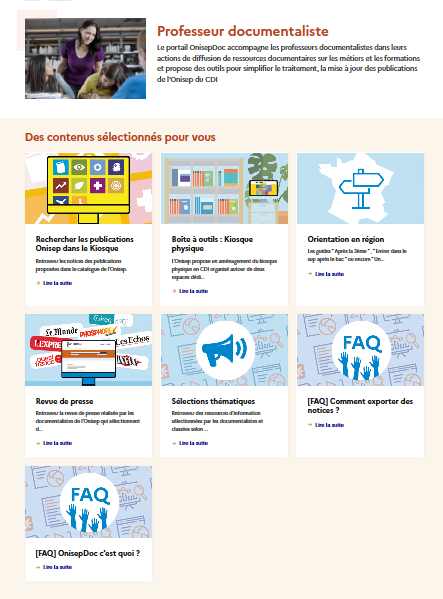 Professeur documentaliste
Le portail OnisepDoc accompagne les professeurs documentalistes dans leurs
actions de diffusion de ressources documentaires sur les métiers et les formations
et propose des outils pour simplifier le traitement, la mise à jour des publications
de l'Onisep du CDI
Des contenus sélectionnés pour vous
Rechercher les publications
Onisep dans le Kiosque
Retrouvez les notices des publications
proposées dans le catalogue de l'Onisep.
→ Lire la suite
Boîte à outils : Kiosque
physique
L'Onisep propose un aménagement du kiosque
physique en CDI organisé autour de deux
espaces dédi...
→ Lire la suite
Orientation en région
Les guides "Après la 3ème ", "Entrer dans le
sup après le bac" ou encore "Un...
→ Lire la suite
Le Monde
PHOSPHORE
L'EXPRE
Les Echos
ouest
france
Revue de presse
Retrouvez la revue de presse réalisée par les
documentalistes de l'Onisep qui sélectionnent
d...
→ Lire la suite
Sélections thématiques
Retrouvez des ressources d'information
sélectionnées par les documentalistes et
classées selon ...
→ Lire la suite
FAQ
[FAQ] Comment exporter des
notices ?
→ Lire la suite
FAQ
[FAQ] OnisepDoc c'est quoi ?
→ Lire la suite